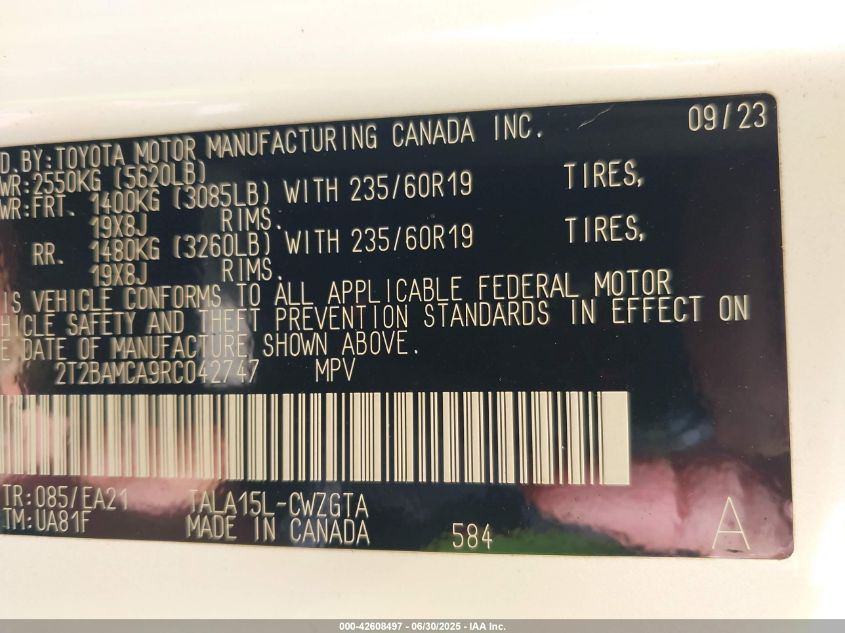 D.BY:TOYOTA MOTOR MANUFACTURING CANADA INC. 09/23
WR:2550KG (5620LB)
WR:FRT. 1400KG (3085LB) WITH 235/60R19 TIRES,
19X8J RIMS.
RR. 1480KG (3260LB) WITH 235/60R19 TIRES,
19X8J RIMS.
IS VEHICLE CONFORMS TO ALL APPLICABLE FEDERAL MOTOR
HICLE SAFETY AND THEFT PREVENTION STANDARDS IN EFFECT ON
E DATE OF MANUFACTURE SHOWN ABOVE.
2T2BAMCA9RC042747 MPV
TR:085/EA21 TALA15L-CWZGTA
TM:UA81F MADE IN CANADA 584 A
000-42608497 - 06/30/2025 - IAA Inc.